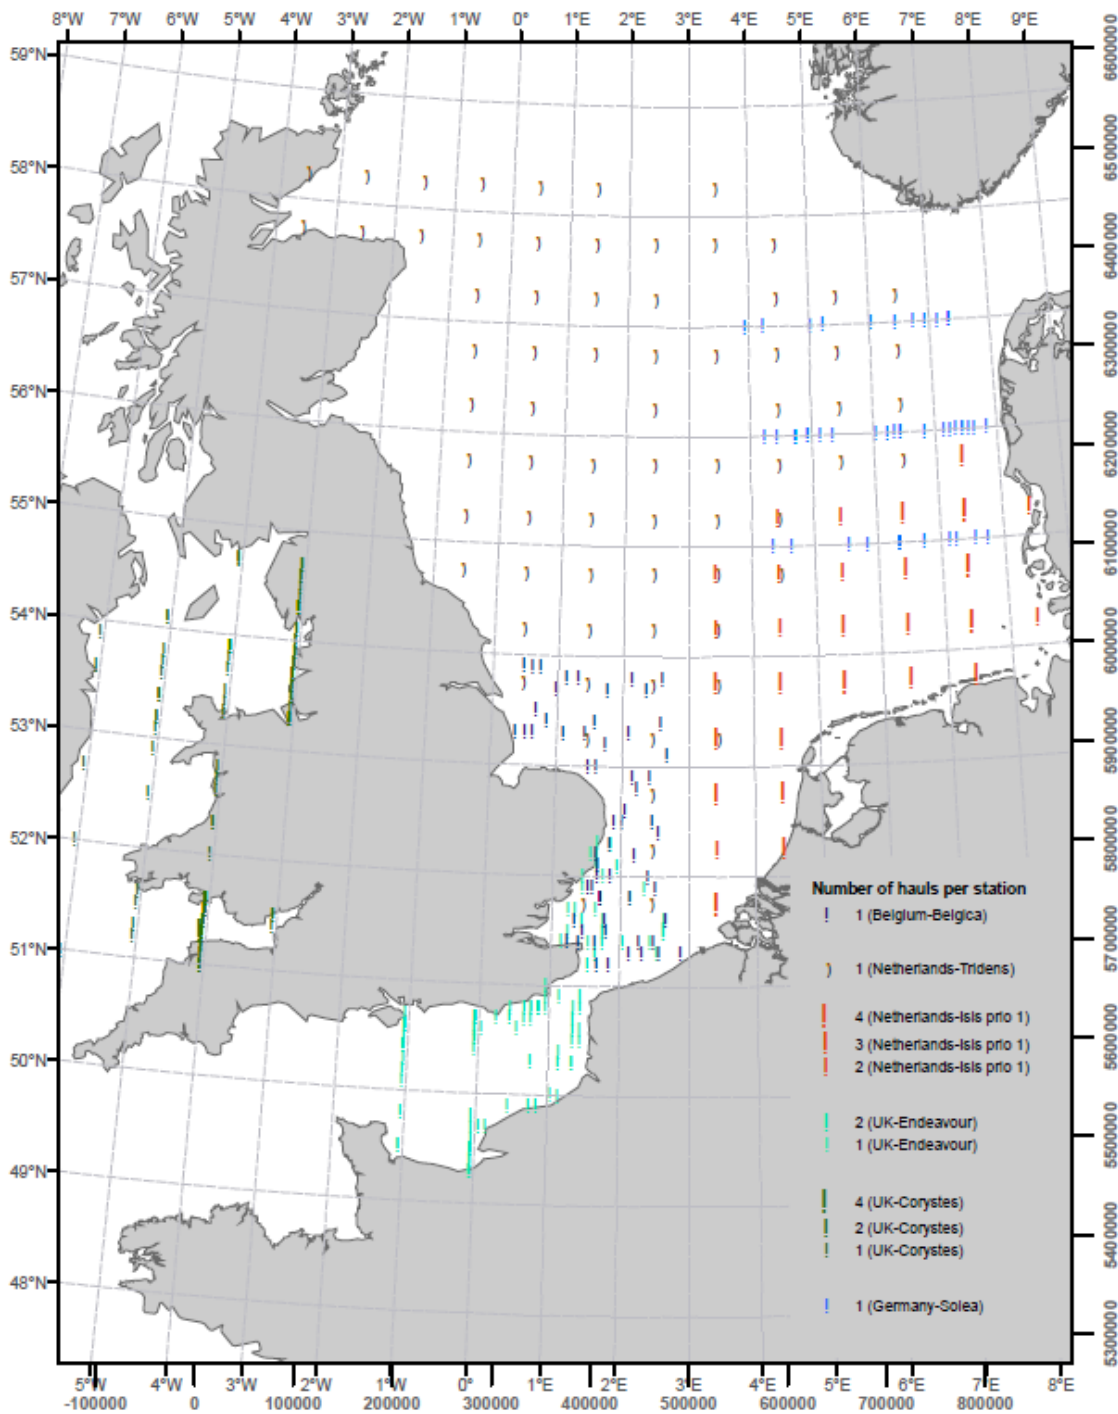 8°W 7°W 6°W 5°W 4°W 3°W 2°W 1°W 0° 1°E 2°E 3°E 4°E 5°E 6°E 7°E 8°E 9°E
59°N
58°N
57°N
56°N
55°N
54°N
53°N
52°N
51°N
50°N
49°N
48°N
6600000
6500000
6400000
6300000
6200000
6100000
6000000
5900000
5800000
5700000
5600000
5500000
5400000
5300000
Number of hauls per station
1 (Belgium-Belgica)
1 (Netherlands-Tridens)
4 (Netherlands-Isis prio 1)
3 (Netherlands-Isis prio 1)
2 (Netherlands-Isis prio 1)
2 (UK-Endeavour)
1 (UK-Endeavour)
4 (UK-Corystes)
2 (UK-Corystes)
1 (UK-Corystes)
1 (Germany-Solea)
5°W 4°W 3°W 2°W 1°W 0° 1°E 2°E 3°E 4°E 5°E 6°E 7°E 8°E
-100000 0 100000 200000 300000 400000 500000 600000 700000 800000